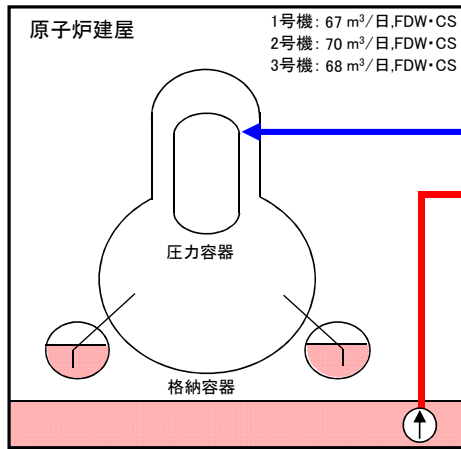 原子炉建屋
1号機: 67 m³/日,FDW・CS
2号機: 70 m³/日,FDW・CS
3号機: 68 m³/日,FDW・CS
圧力容器
格納容器